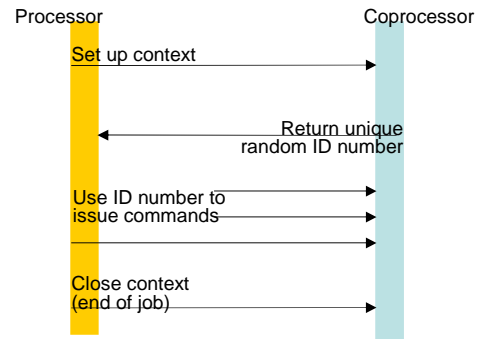 Processor
Coprocessor
Set up context
Return unique
random ID number
Use ID number to
issue commands
Close context
(end of job)